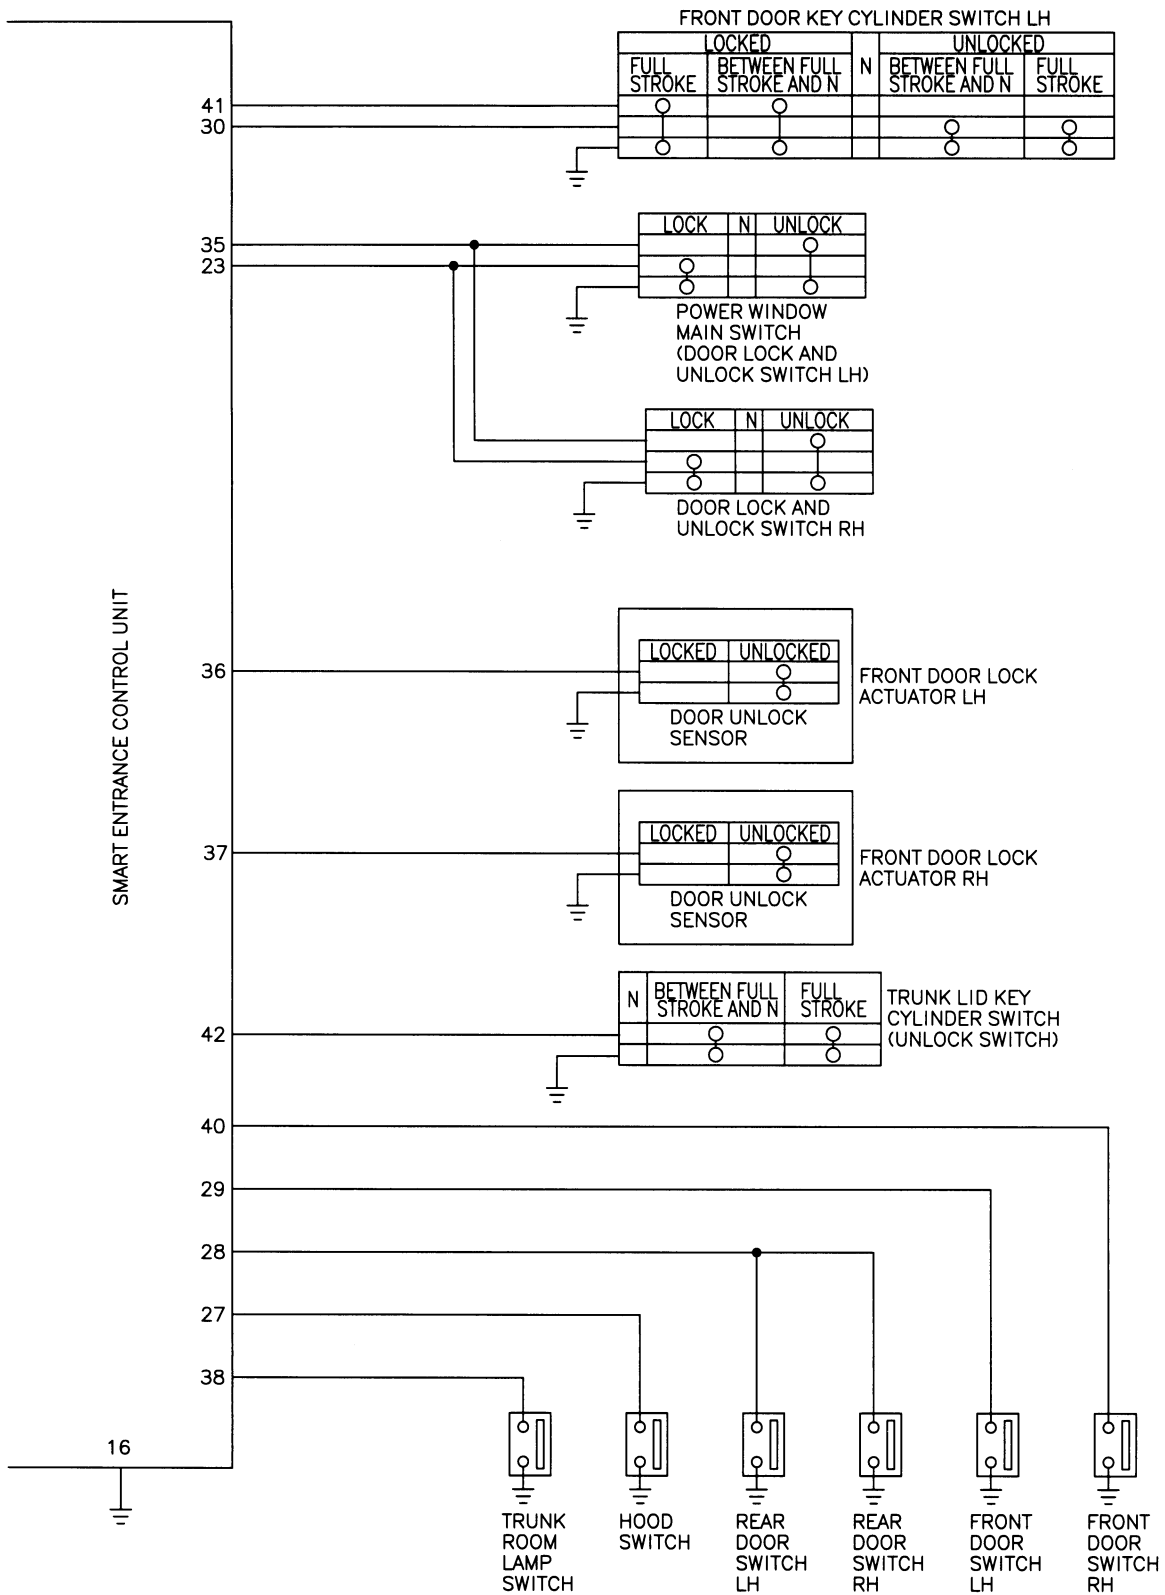 FRONT DOOR KEY CYLINDER SWITCH LH
LOCKED
N
UNLOCKED
FULL
STROKE
BETWEEN FULL
STROKE AND N
BETWEEN FULL
STROKE AND N
FULL
STROKE
41
30
LOCK N UNLOCK
35
23
POWER WINDOW
MAIN SWITCH
(DOOR LOCK AND
UNLOCK SWITCH LH)
LOCK N UNLOCK
DOOR LOCK AND
UNLOCK SWITCH RH
SMART ENTRANCE CONTROL UNIT
LOCKED UNLOCKED
36
DOOR UNLOCK
SENSOR
FRONT DOOR LOCK
ACTUATOR LH
LOCKED UNLOCKED
37
DOOR UNLOCK
SENSOR
FRONT DOOR LOCK
ACTUATOR RH
N
BETWEEN FULL
STROKE AND N
FULL
STROKE
TRUNK LID KEY
CYLINDER SWITCH
(UNLOCK SWITCH)
42
40
29
28
27
38
16
TRUNK
ROOM
LAMP
SWITCH
HOOD
SWITCH
REAR
DOOR
SWITCH
LH
REAR
DOOR
SWITCH
RH
FRONT
DOOR
SWITCH
LH
FRONT
DOOR
SWITCH
RH